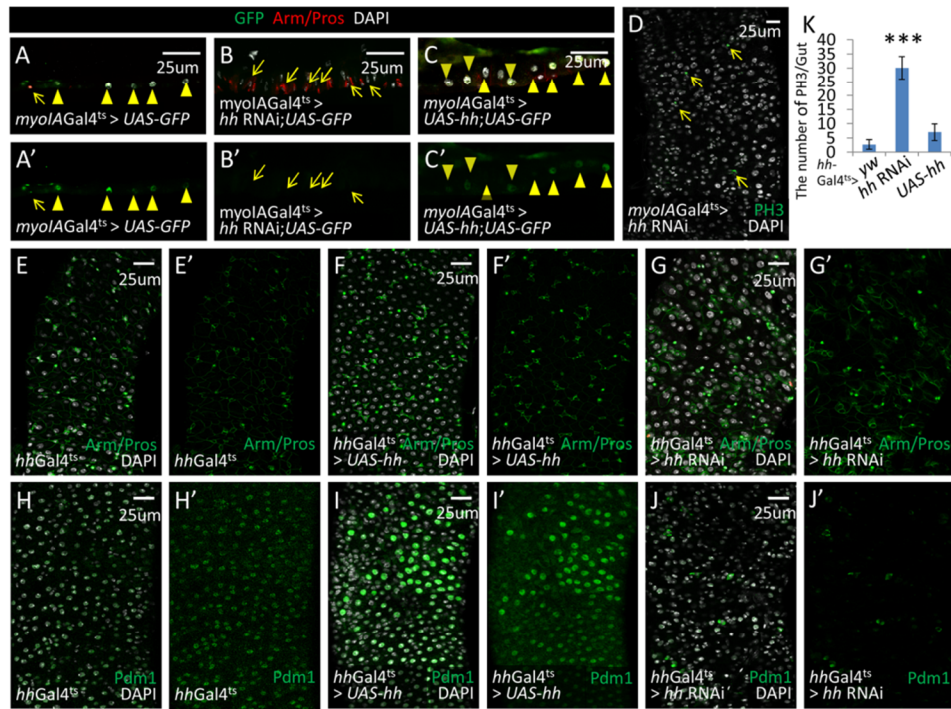 GFP Arm/Pros DAPI
A
25um
myoIAGal4ts> UAS-GFP
B
25um
myoIAGal4ts>
hh RNAi;UAS-GFP
C
25um
myoIAGal4ts>
UAS-hh;UAS-GFP
A’
myoIAGal4ts> UAS-GFP
B’
myoIAGal4ts>
hh RNAi;UAS-GFP
C’
myoIAGal4ts>
UAS-hh;UAS-GFP
D
25um
PH3
myoIAGal4ts>
hh RNAi DAPI
K
***
The number of PH3/Gut
40
35
30
25
20
15
10
5
0
hh-
Gal4ts>
yw
hh RNAi
UAS-hh
E
25um
Arm/Pros
hhGal4ts DAPI
E’
Arm/Pros
hhGal4ts
F
25um
hhGal4ts Arm/Pros
> UAS-hh DAPI
F’
hhGal4ts Arm/Pros
> UAS-hh
G
25um
hhGal4ts Arm/Pros
> hh RNAi DAPI
G’
hhGal4ts Arm/Pros
> hh RNAi
H
25um
Pdm1
hhGal4ts DAPI
H’
Pdm1
hhGal4ts
I
25um
hhGal4ts Pdm1
> UAS-hh DAPI
I’
hhGal4ts Pdm1
> UAS-hh
J
25um
hhGal4ts Pdm1
> hh RNAi DAPI
J’
hhGal4ts Pdm1
> hh RNAi